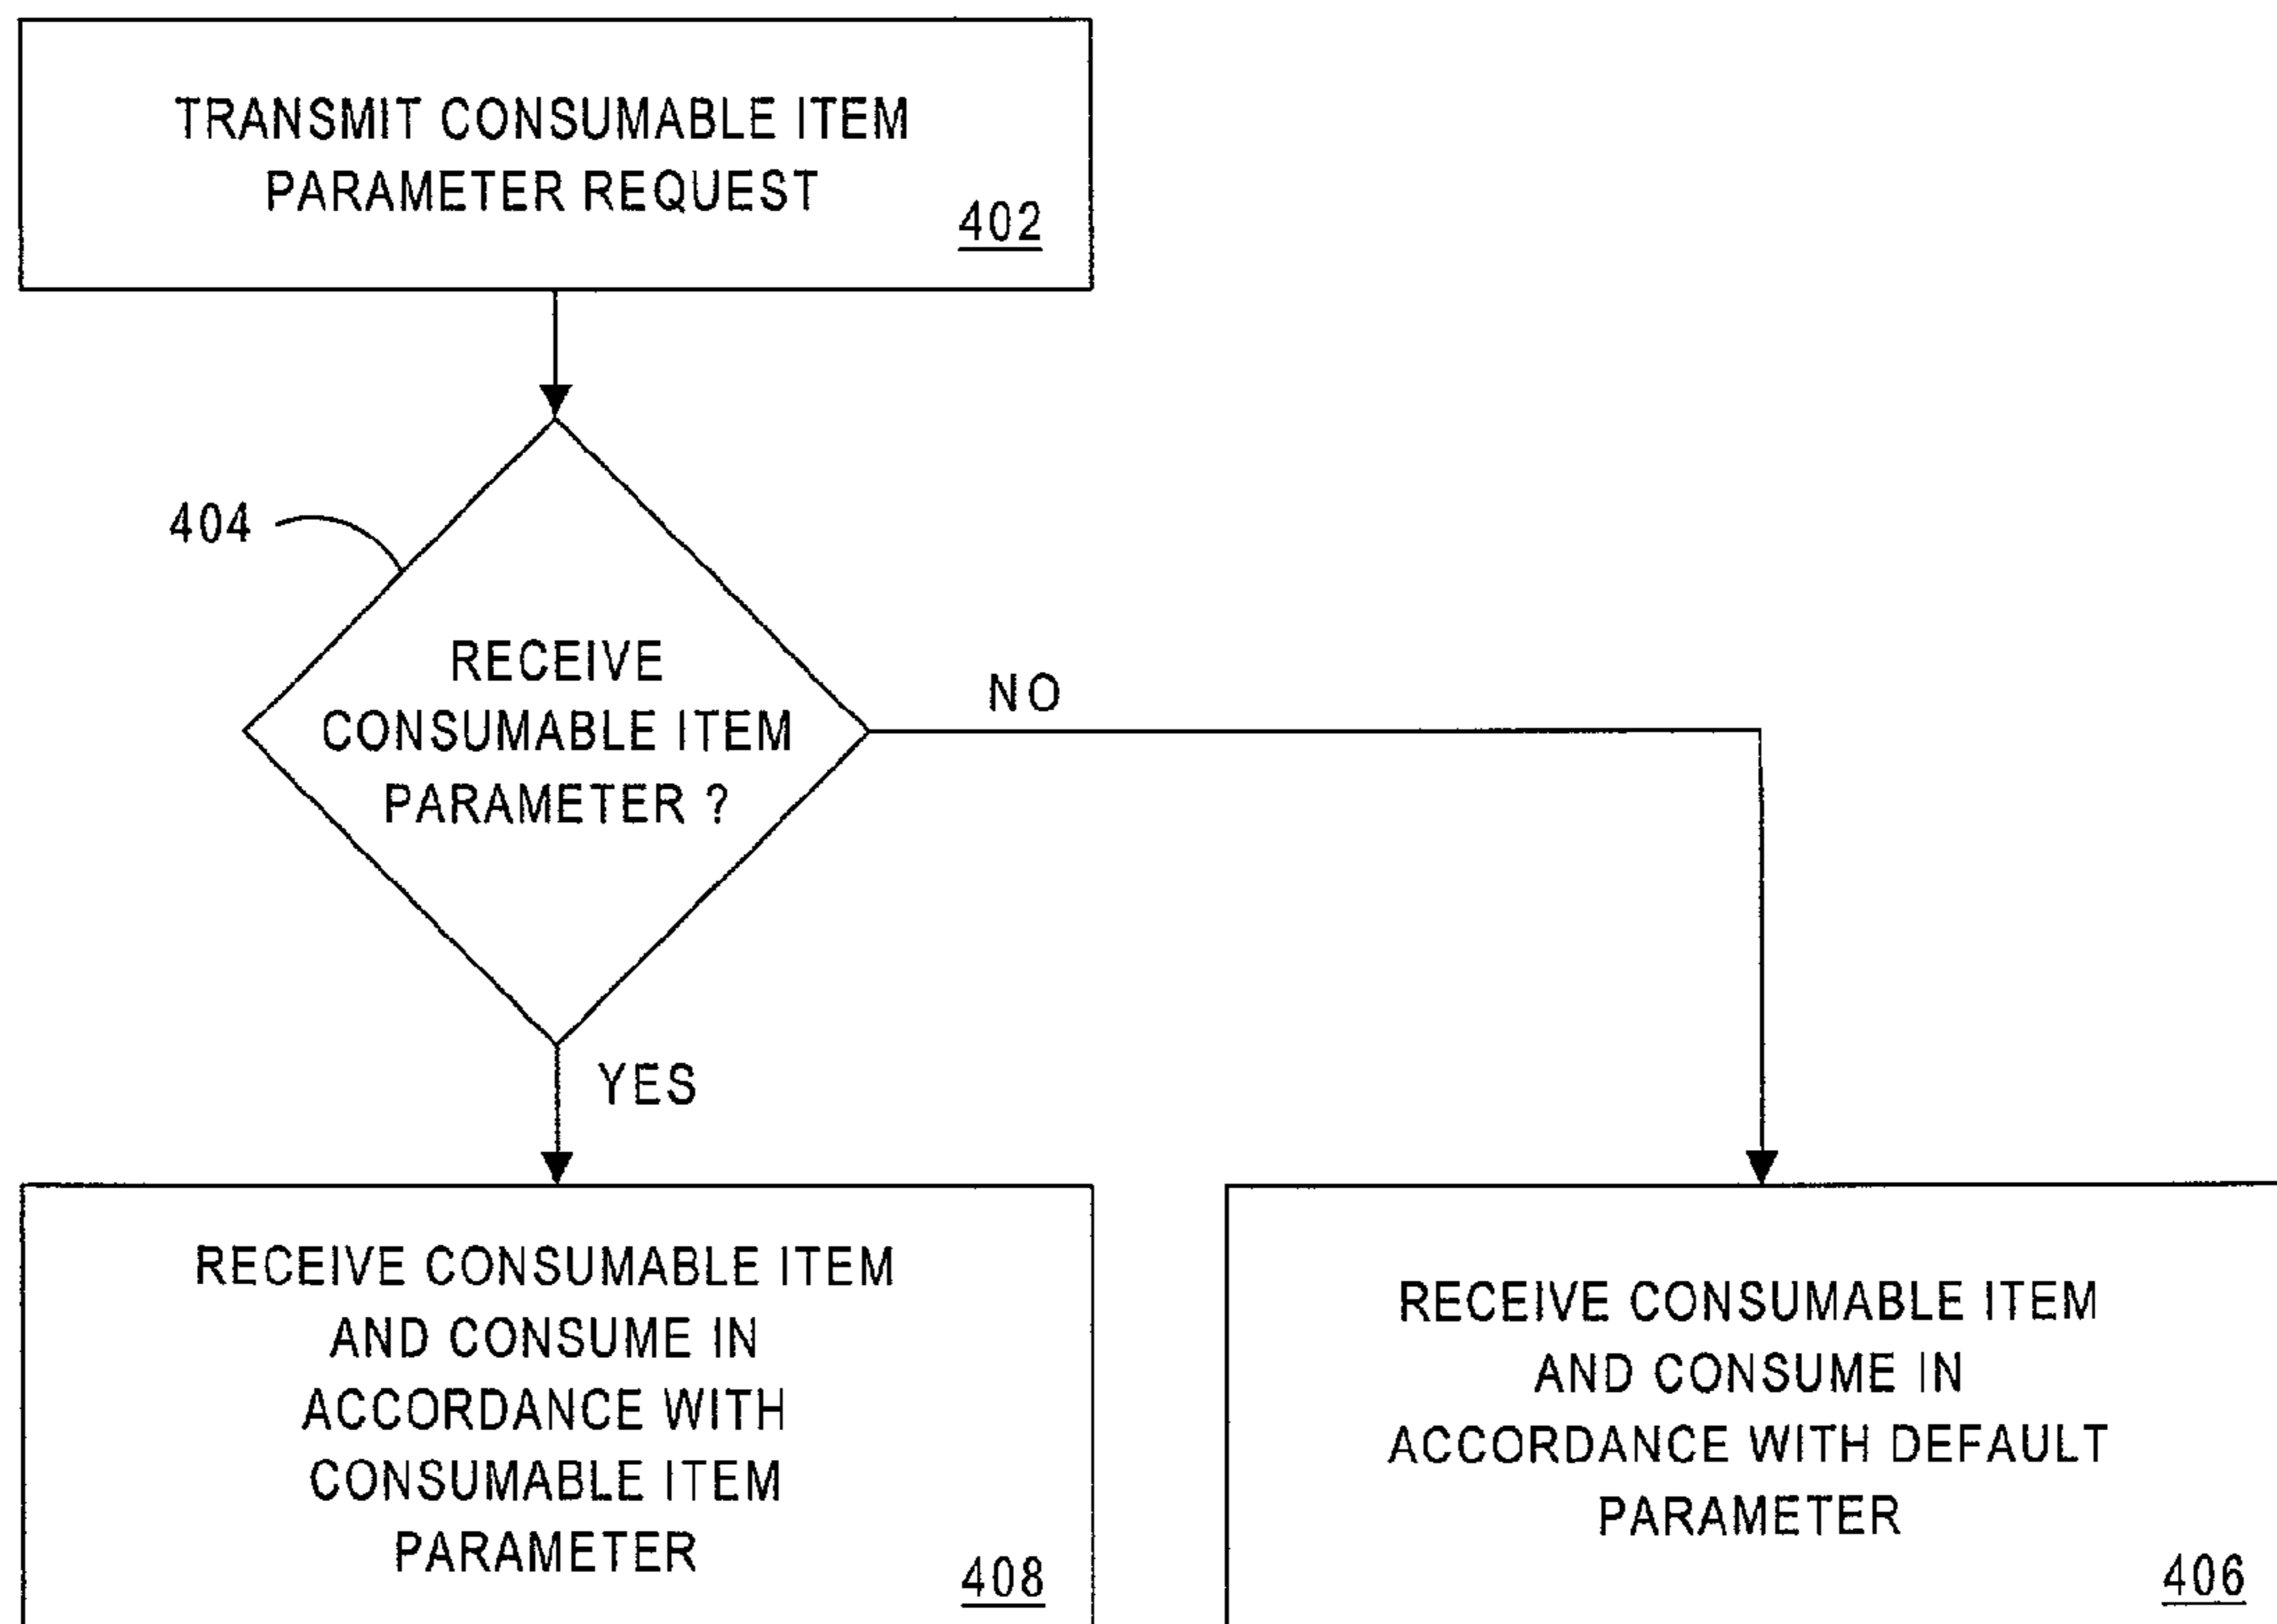 TRANSMIT CONSUMABLE ITEM
PARAMETER REQUEST
402
404
RECEIVE
CONSUMABLE ITEM
PARAMETER ?
NO
YES
RECEIVE CONSUMABLE ITEM
AND CONSUME IN
ACCORDANCE WITH
CONSUMABLE ITEM
PARAMETER
408
RECEIVE CONSUMABLE ITEM
AND CONSUME IN
ACCORDANCE WITH DEFAULT
PARAMETER
406